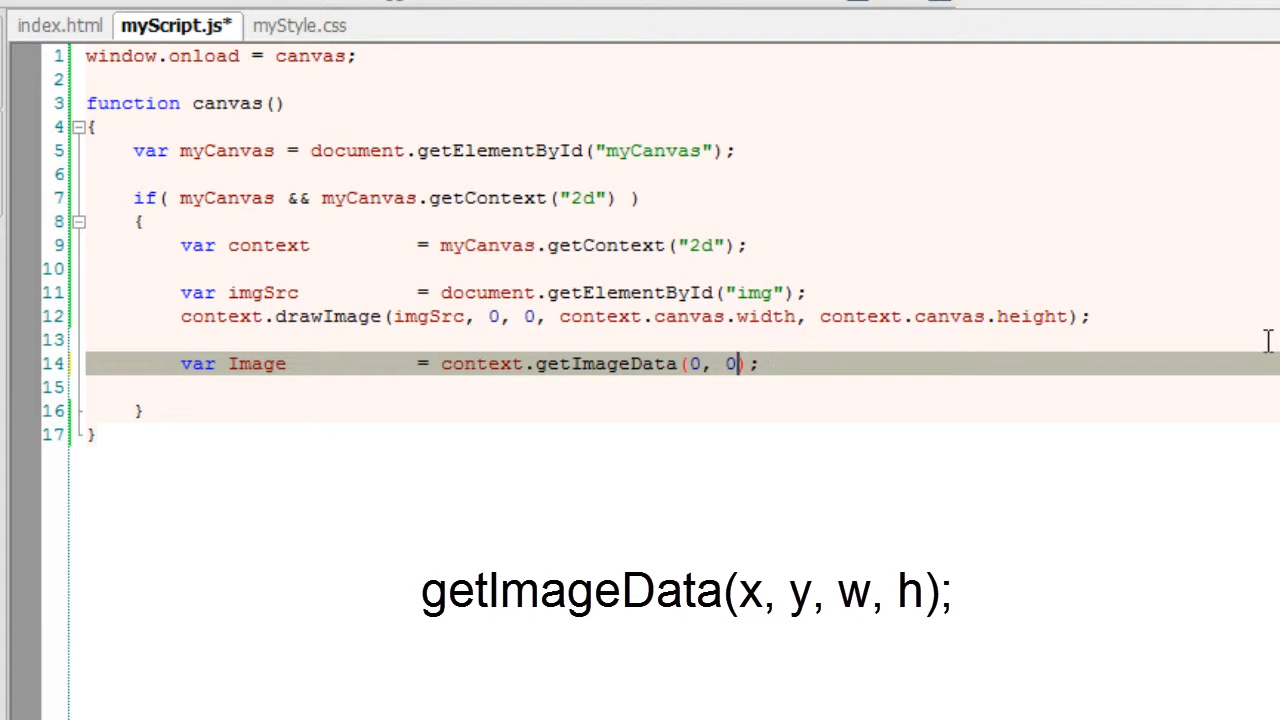 index.html myScript.js* myStyle.css
1 window.onload = canvas;
2
3 function canvas()
4 {
5 var myCanvas = document.getElementById("myCanvas");
6
7 if( myCanvas && myCanvas.getContext("2d") )
8 {
9 var context = myCanvas.getContext("2d");
10
11 var imgSrc = document.getElementById("img");
12 context.drawImage(imgSrc, 0, 0, context.canvas.width, context.canvas.height);
13
14 var Image = context.getImageData(0, 0);
15
16 }
17 }
getImageData(x, y, w, h);